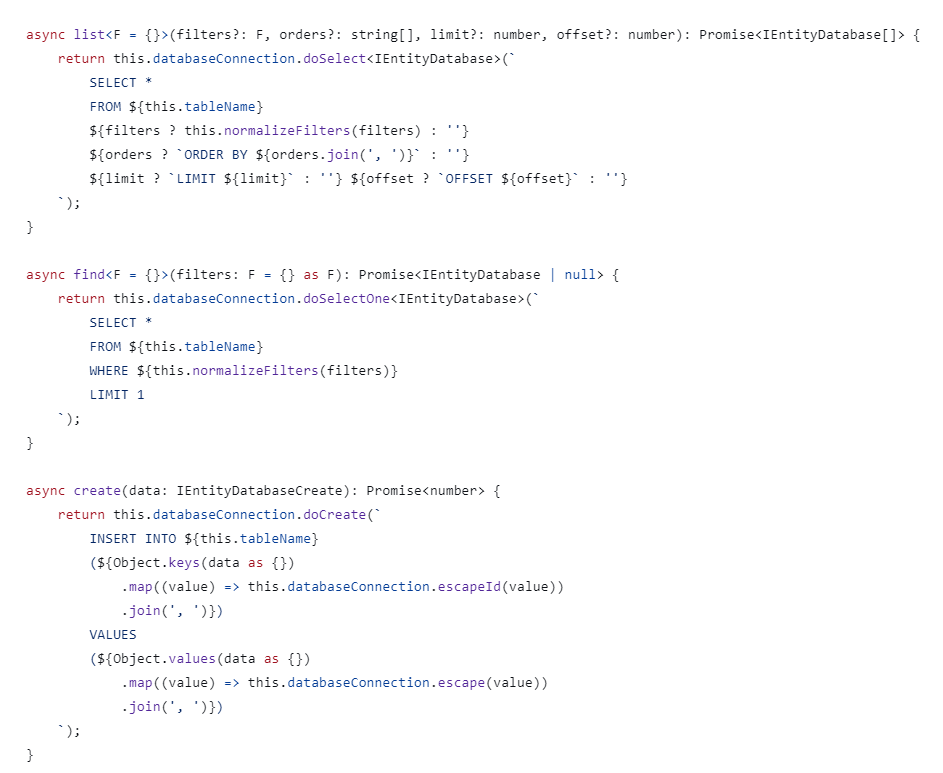 async list<F = {}>(filters?: F, orders?: string[], limit?: number, offset?: number): Promise<IEntityDatabase[]> {
    return this.databaseConnection.doSelect<IEntityDatabase>(`
        SELECT *
        FROM ${this.tableName}
        ${filters ? this.normalizeFilters(filters) : ''}
        ${orders ? `ORDER BY ${orders.join(', ')}` : ''}
        ${limit ? `LIMIT ${limit}` : ''} ${offset ? `OFFSET ${offset}` : ''}
    `);
}

async find<F = {}>(filters: F = {} as F): Promise<IEntityDatabase | null> {
    return this.databaseConnection.doSelectOne<IEntityDatabase>(`
        SELECT *
        FROM ${this.tableName}
        WHERE ${this.normalizeFilters(filters)}
        LIMIT 1
    `);
}

async create(data: IEntityDatabaseCreate): Promise<number> {
    return this.databaseConnection.doCreate(`
        INSERT INTO ${this.tableName}
        (${Object.keys(data as {})
            .map((value) => this.databaseConnection.escapeId(value))
            .join(', ')})
        VALUES
        (${Object.values(data as {})
            .map((value) => this.databaseConnection.escape(value))
            .join(', ')})
    `);
}